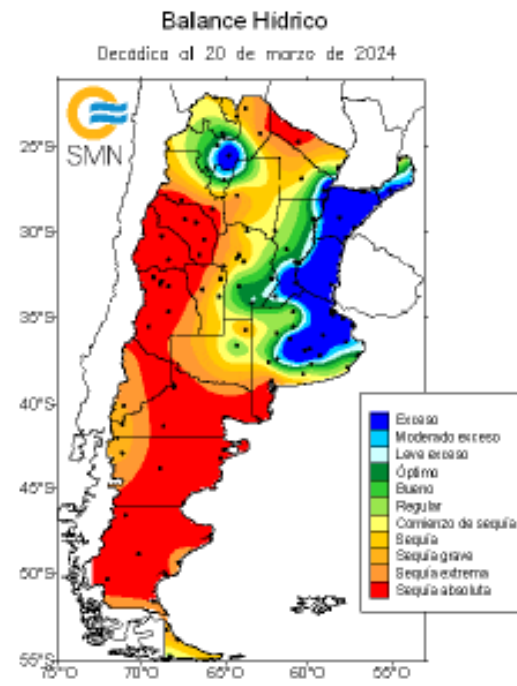 Balance Hídrico
Decádica al 20 de marzo de 2024
SMN
25°S
30°S
35°S
40°S
45°S
50°S
55°S
75°O
70°O
65°O
60°O
55°O
Exceso
Moderado exceso
Leve exceso
Óptimo
Bueno
Regular
Comienzo de sequía
Sequía
Sequía grave
Sequía extrema
Sequía absoluta